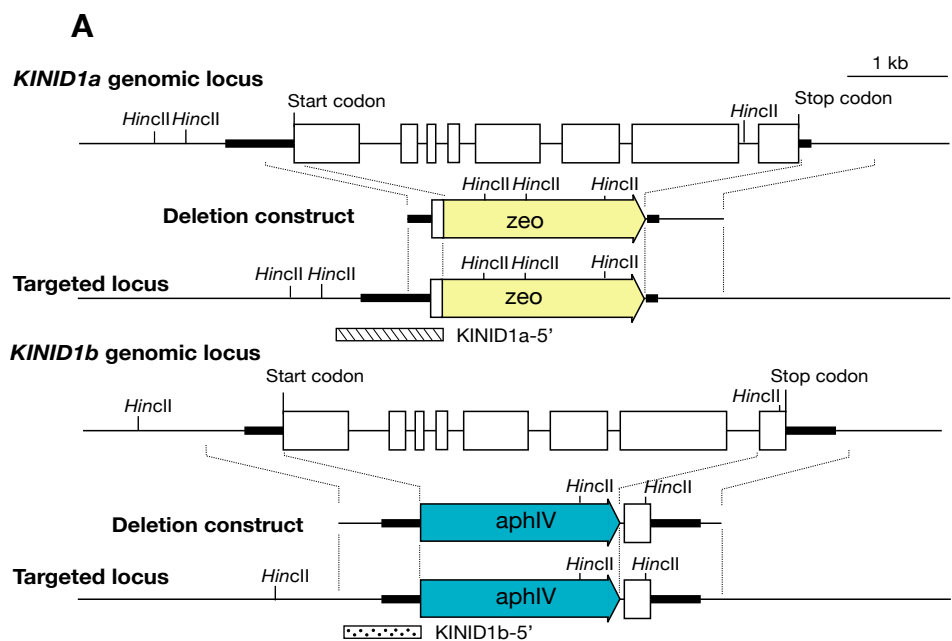 A
1 kb
KINID1a genomic locus
Start codon
Stop codon
HincII HincII
HincII
HincII HincII
HincII
Deletion construct
zeo
Targeted locus
HincII HincII
HincII HincII
HincII
zeo
KINID1a-5’
KINID1b genomic locus
Start codon
Stop codon
HincII
HincII
HincII
HincII
Deletion construct
aphIV
Targeted locus
HincII
HincII
HincII
aphIV
KINID1b-5’